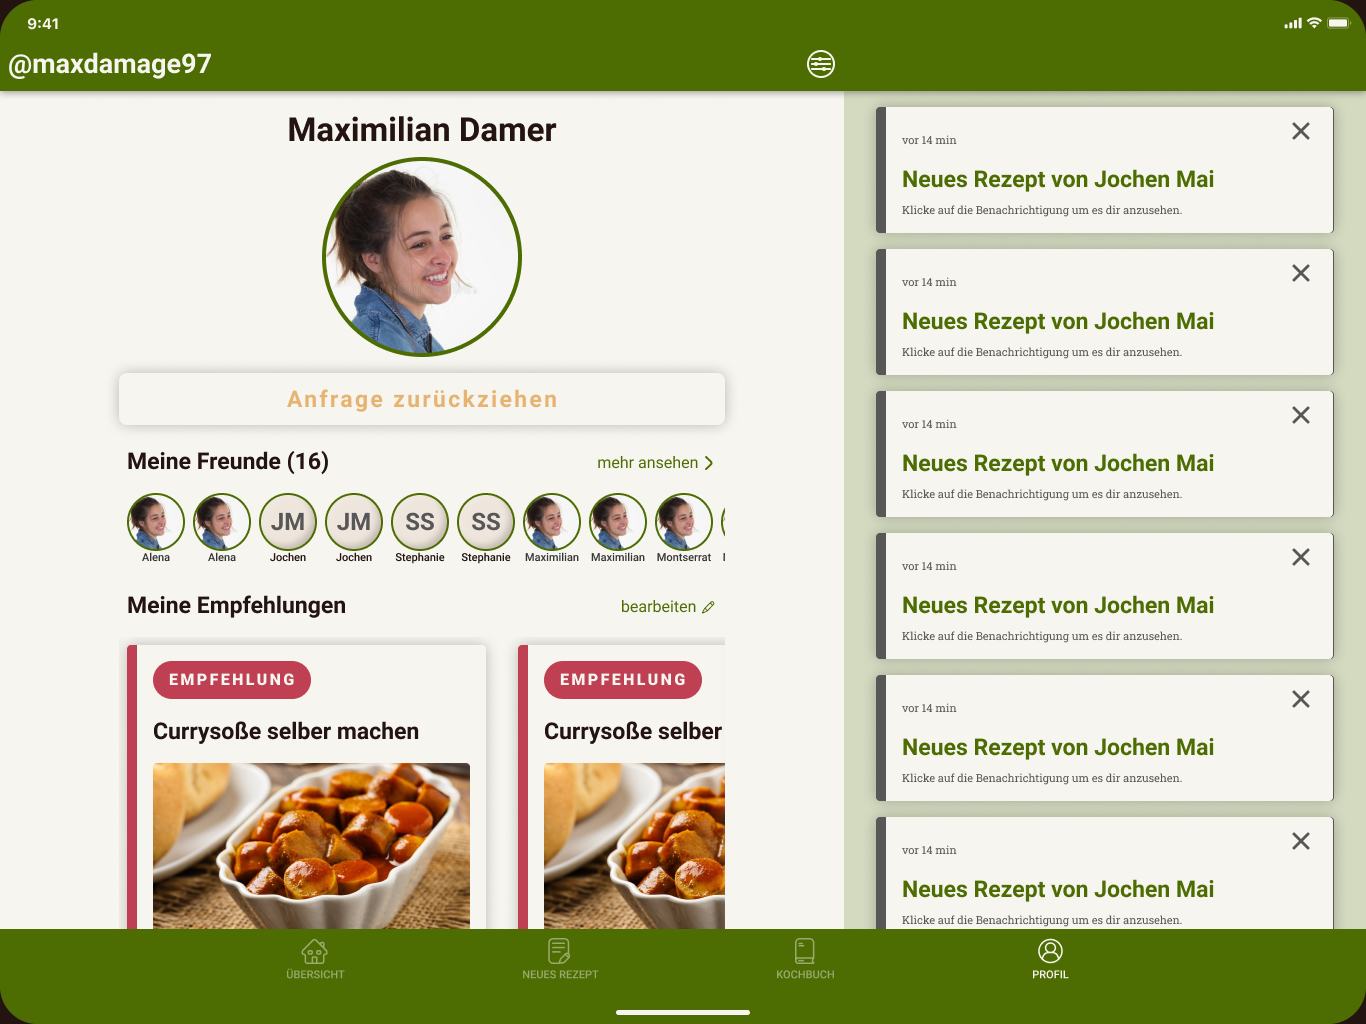 9:41
@maxdamage97
Maximilian Damer
Anfrage zurückziehen
Meine Freunde (16)
mehr ansehen
JM
JM
SS
SS
Alena
Alena
Jochen
Jochen
Stephanie
Stephanie
Maximilian
Maximilian
Montserrat
Meine Empfehlungen
bearbeiten
EMPFEHLUNG
Currysoße selber machen
EMPFEHLUNG
Currysoße selber
vor 14 min
Neues Rezept von Jochen Mai
Klicke auf die Benachrichtigung um es dir anzusehen.
vor 14 min
Neues Rezept von Jochen Mai
Klicke auf die Benachrichtigung um es dir anzusehen.
vor 14 min
Neues Rezept von Jochen Mai
Klicke auf die Benachrichtigung um es dir anzusehen.
vor 14 min
Neues Rezept von Jochen Mai
Klicke auf die Benachrichtigung um es dir anzusehen.
vor 14 min
Neues Rezept von Jochen Mai
Klicke auf die Benachrichtigung um es dir anzusehen.
vor 14 min
Neues Rezept von Jochen Mai
Klicke auf die Benachrichtigung um es dir anzusehen.
ÜBERSICHT
NEUES REZEPT
KOCHBUCH
PROFIL